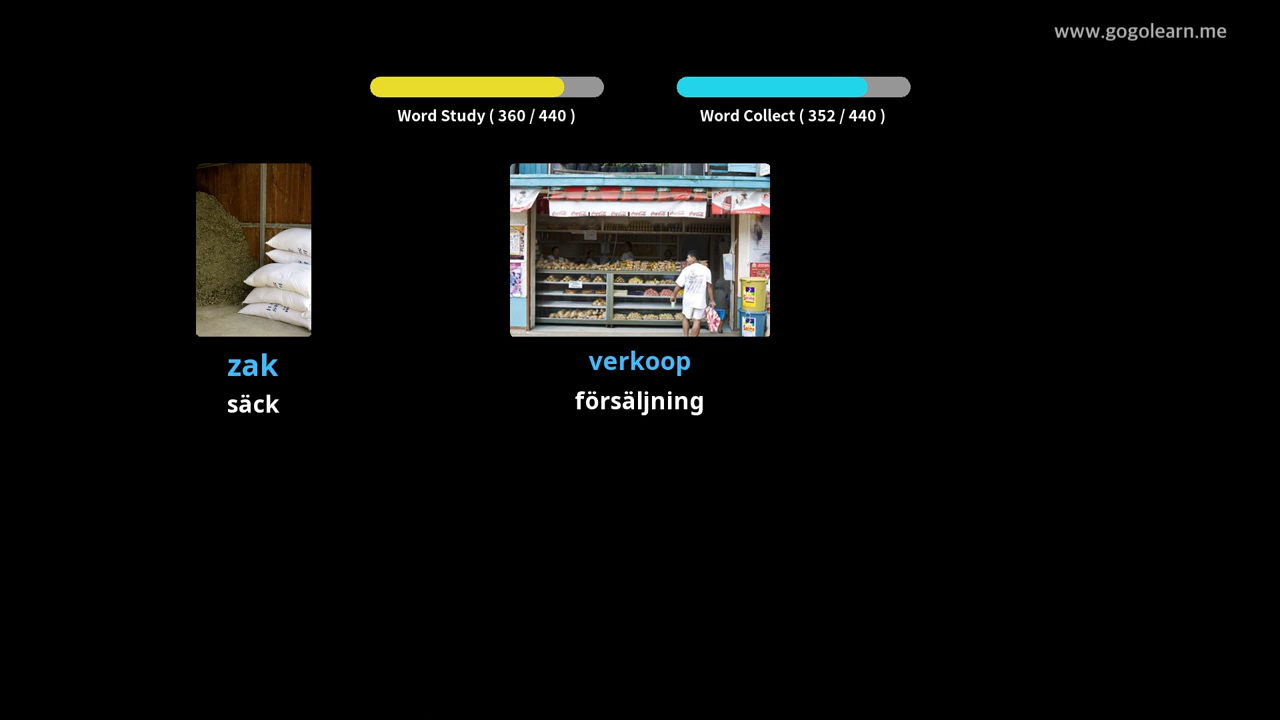 www.gogolearn.me
Word Study ( 360 / 440 )
Word Collect ( 352 / 440 )
zak
säck
verkoop
försäljning